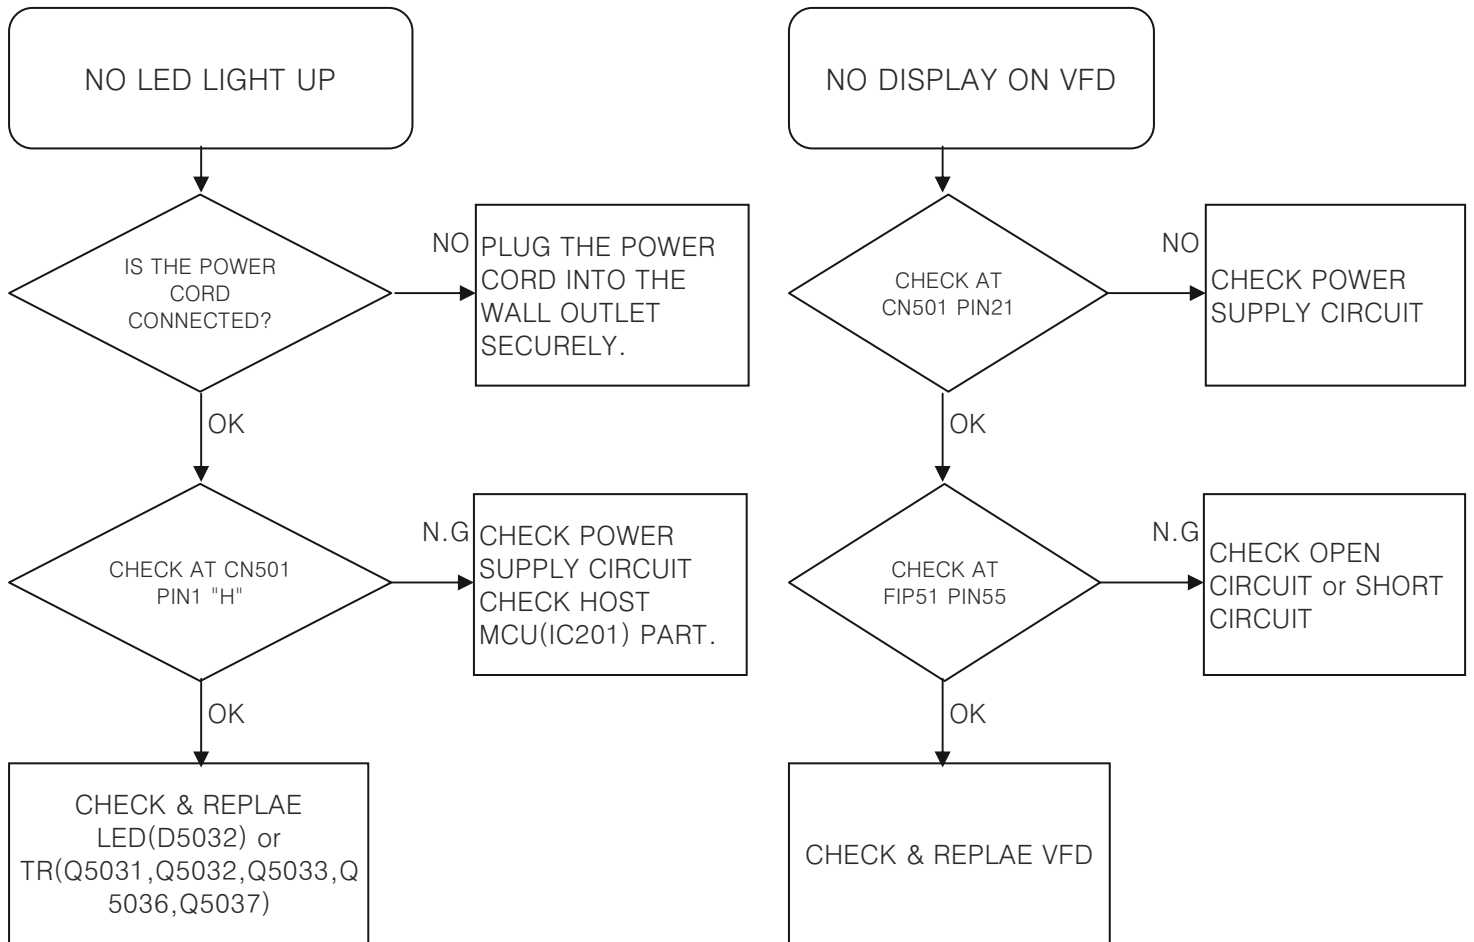 NO LED LIGHT UP
IS THE POWER
CORD
CONNECTED?
NO
PLUG THE POWER
CORD INTO THE
WALL OUTLET
SECURELY.
OK
CHECK AT CN501
PIN1 "H"
N.G
CHECK POWER
SUPPLY CIRCUIT
CHECK HOST
MCU(IC201) PART.
OK
CHECK & REPLAE
LED(D5032) or
TR(Q5031,Q5032,Q5033,Q
5036,Q5037)
NO DISPLAY ON VFD
CHECK AT
CN501 PIN21
NO
CHECK POWER
SUPPLY CIRCUIT
OK
CHECK AT
FIP51 PIN55
N.G
CHECK OPEN
CIRCUIT or SHORT
CIRCUIT
OK
CHECK & REPLAE VFD